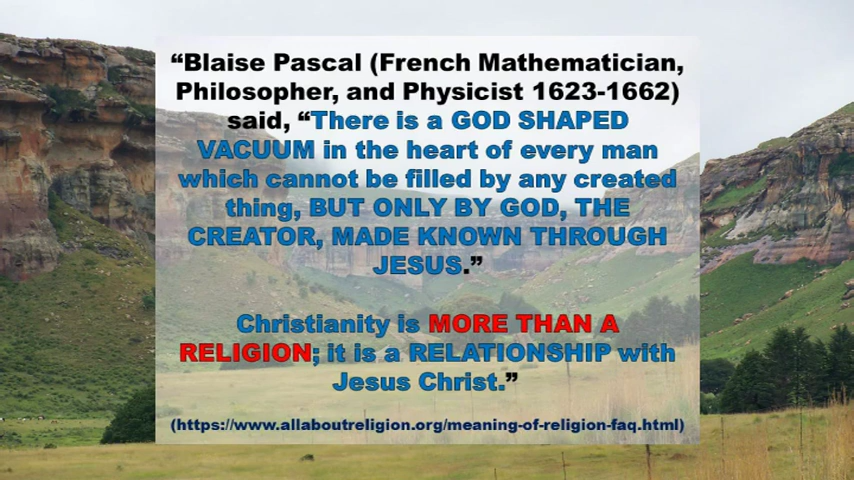 “Blaise Pascal (French Mathematician,
Philosopher, and Physicist 1623-1662)
said, “There is a GOD SHAPED
VACUUM in the heart of every man
which cannot be filled by any created
thing, BUT ONLY BY GOD, THE
CREATOR, MADE KNOWN THROUGH
JESUS.”
Christianity is MORE THAN A
RELIGION; it is a RELATIONSHIP with
Jesus Christ.”
(https://www.allaboutreligion.org/meaning-of-religion-faq.html)